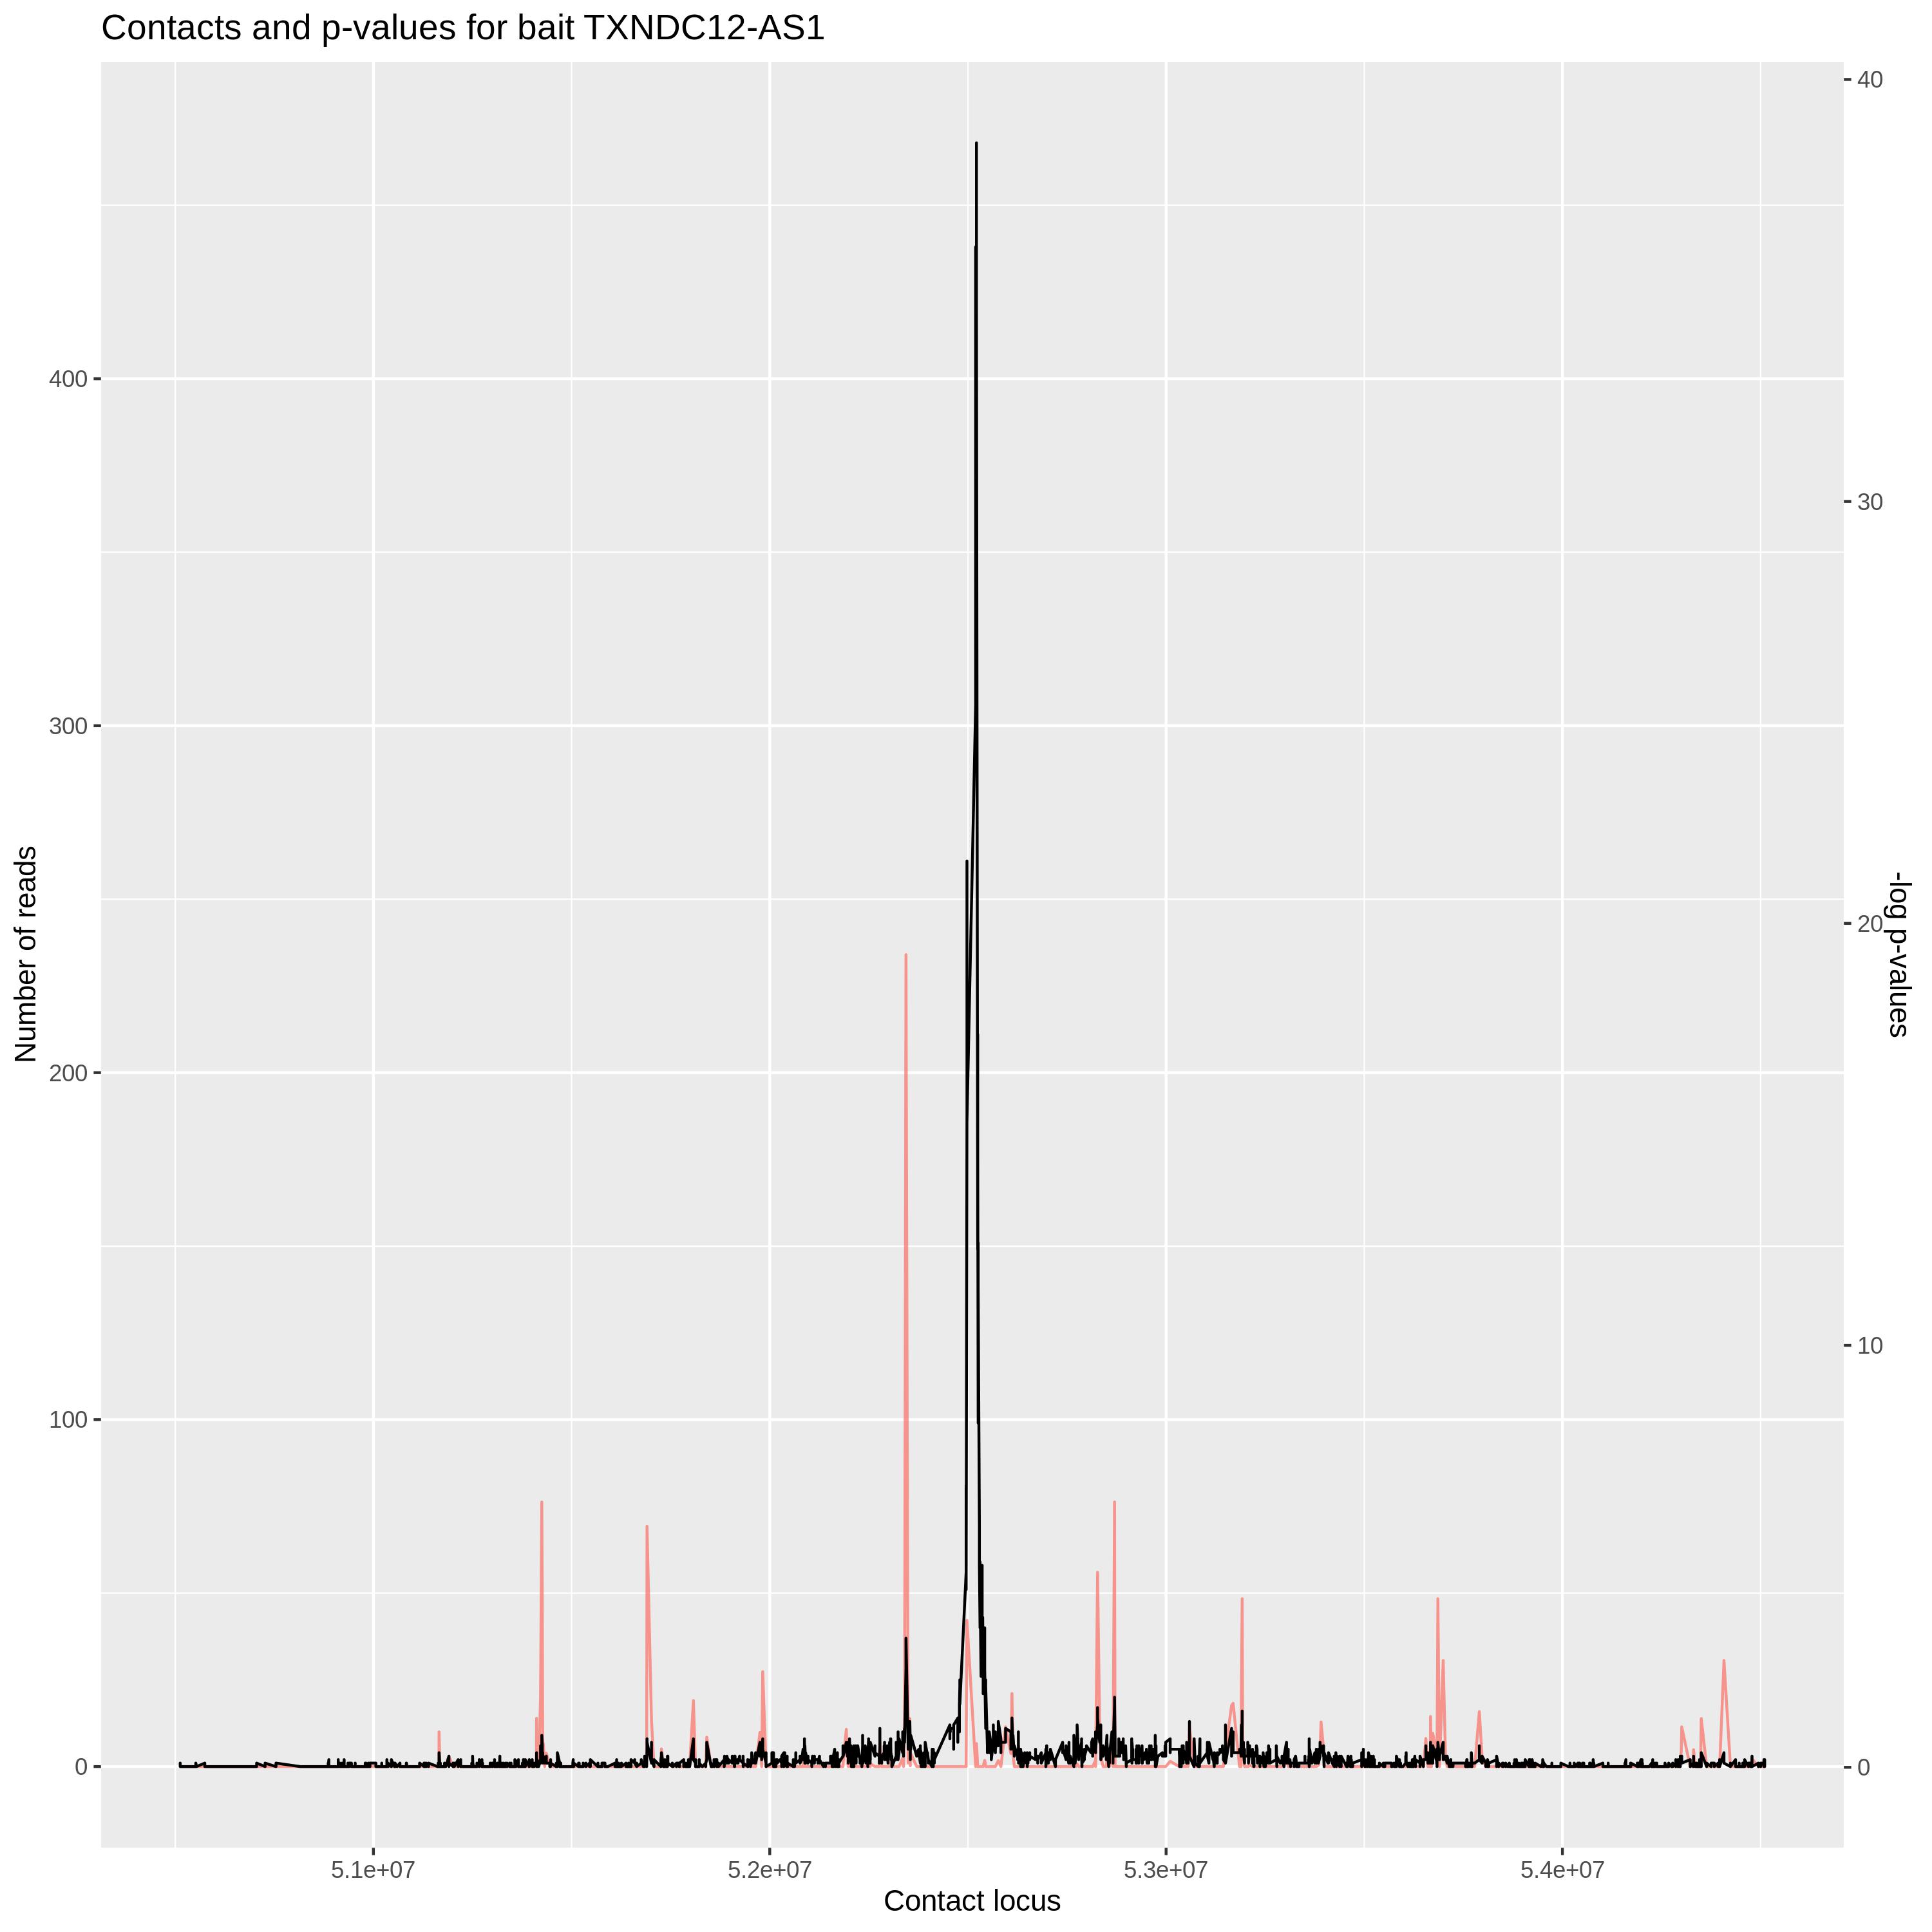 Contacts and p-values for bait TXNDC12-AS1
Number of reads
400
300
200
100
0
40
30
20
10
0
-log p-values
5.1e+07
5.2e+07
5.3e+07
5.4e+07
Contact locus